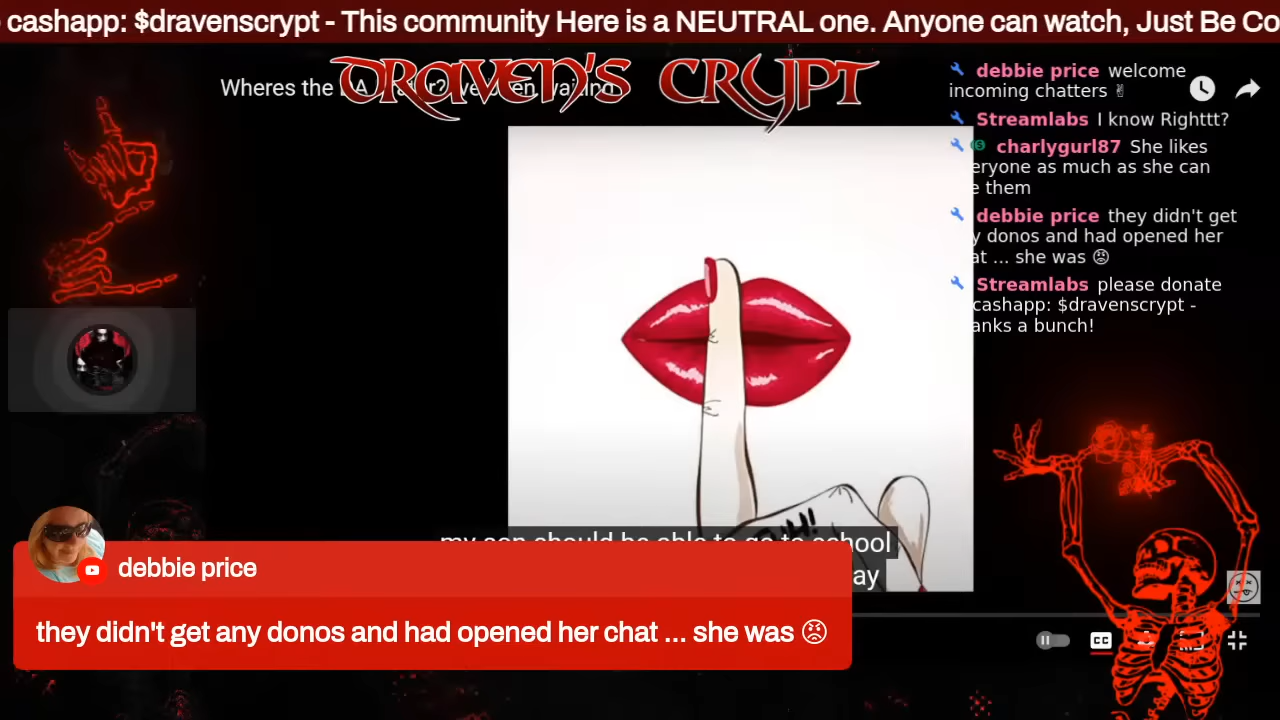 cashapp: $dravenscrypt - This community Here is a NEUTRAL one. Anyone can watch, Just Be Co
DRAVEN'S CRYPT
Wheres the
debbie price welcome
incoming chatters ✌
Streamlabs I know Righttt?
charlygurl87 She likes
eryone as much as she can
e them
debbie price they didn't get
y donos and had opened her
at ... she was 😡
Streamlabs please donate
cashapp: $dravenscrypt -
anks a bunch!
my son should be able to go to school
ay
debbie price
they didn't get any donos and had opened her chat ... she was 😡
CC